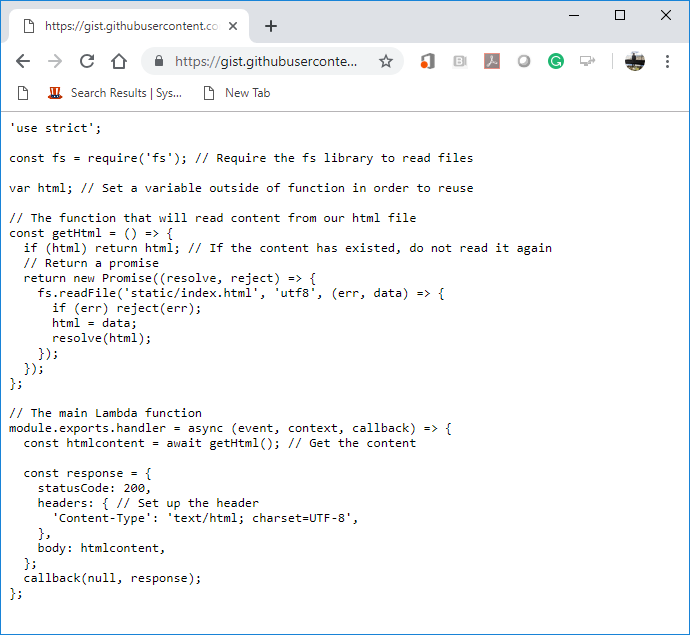 https://gist.githubusercontent.co
https://gist.githubuserconte...
Search Results | Sys...
New Tab
'use strict';

const fs = require('fs'); // Require the fs library to read files

var html; // Set a variable outside of function in order to reuse

// The function that will read content from our html file
const getHtml = () => {
  if (html) return html; // If the content has existed, do not read it again
  // Return a promise
  return new Promise((resolve, reject) => {
    fs.readFile('static/index.html', 'utf8', (err, data) => {
      if (err) reject(err);
      html = data;
      resolve(html);
    });
  });
};

// The main Lambda function
module.exports.handler = async (event, context, callback) => {
  const htmlcontent = await getHtml(); // Get the content

  const response = {
    statusCode: 200,
    headers: { // Set up the header
      'Content-Type': 'text/html; charset=UTF-8',
    },
    body: htmlcontent,
  };
  callback(null, response);
};